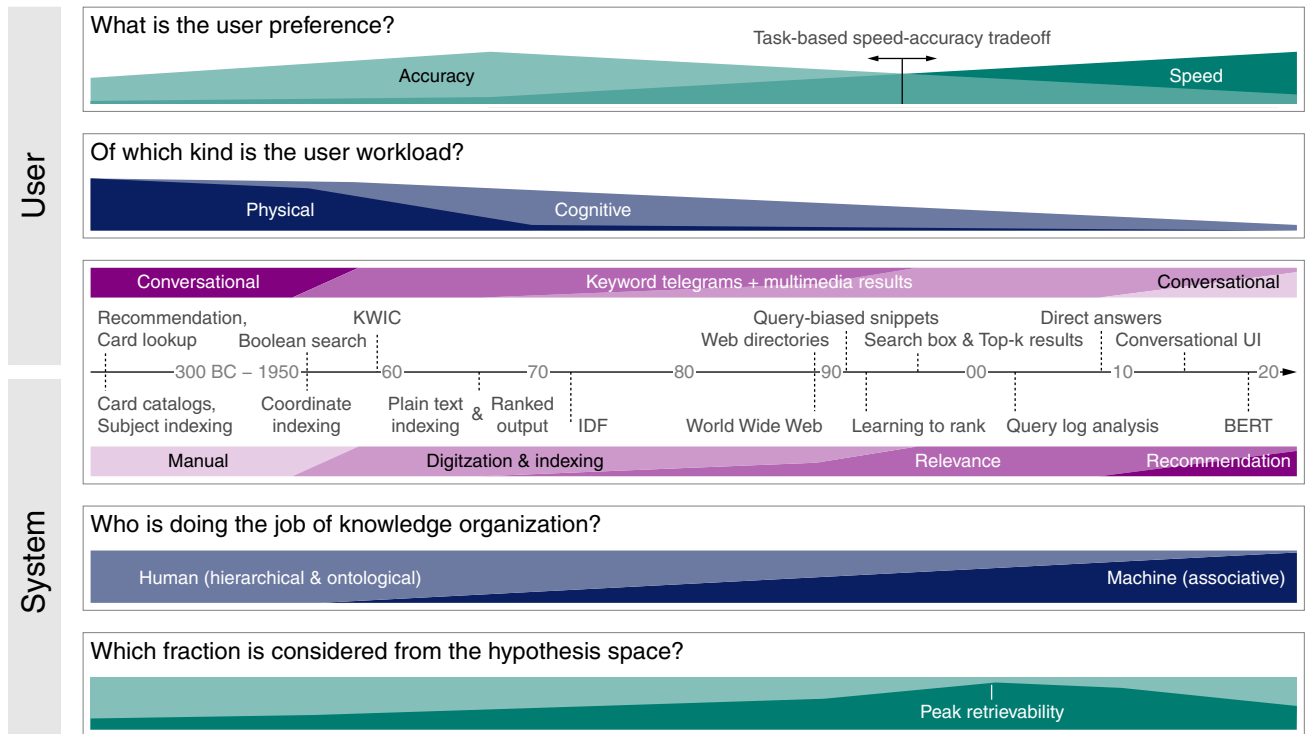 User
System
What is the user preference?
Task-based speed-accuracy tradeoff
Accuracy
Speed
Of which kind is the user workload?
Physical
Cognitive
Conversational
Keyword telegrams + multimedia results
Conversational
Recommendation,
Card lookup
Boolean search
KWIC
Web directories
Query-biased snippets
Search box & Top-k results
Direct answers
Conversational UI
300 BC – 1950 60 70 80 90 00 10 20
Card catalogs,
Subject indexing
Coordinate
indexing
Plain text
indexing
&
Ranked
output
IDF
World Wide Web
Learning to rank
Query log analysis
BERT
Manual
Digitzation & indexing
Relevance
Recommendation
Who is doing the job of knowledge organization?
Human (hierarchical & ontological)
Machine (associative)
Which fraction is considered from the hypothesis space?
Peak retrievability